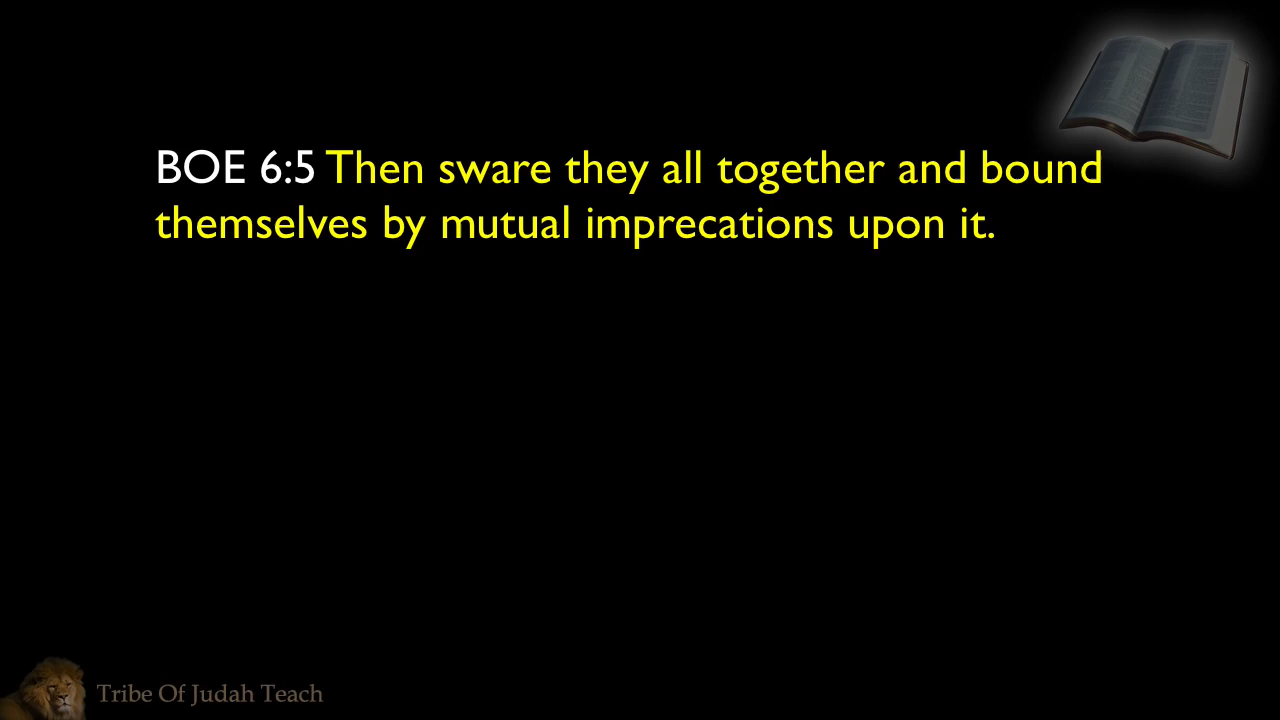 BOE 6:5 Then sware they all together and bound
themselves by mutual imprecations upon it.
Tribe Of Judah Teach